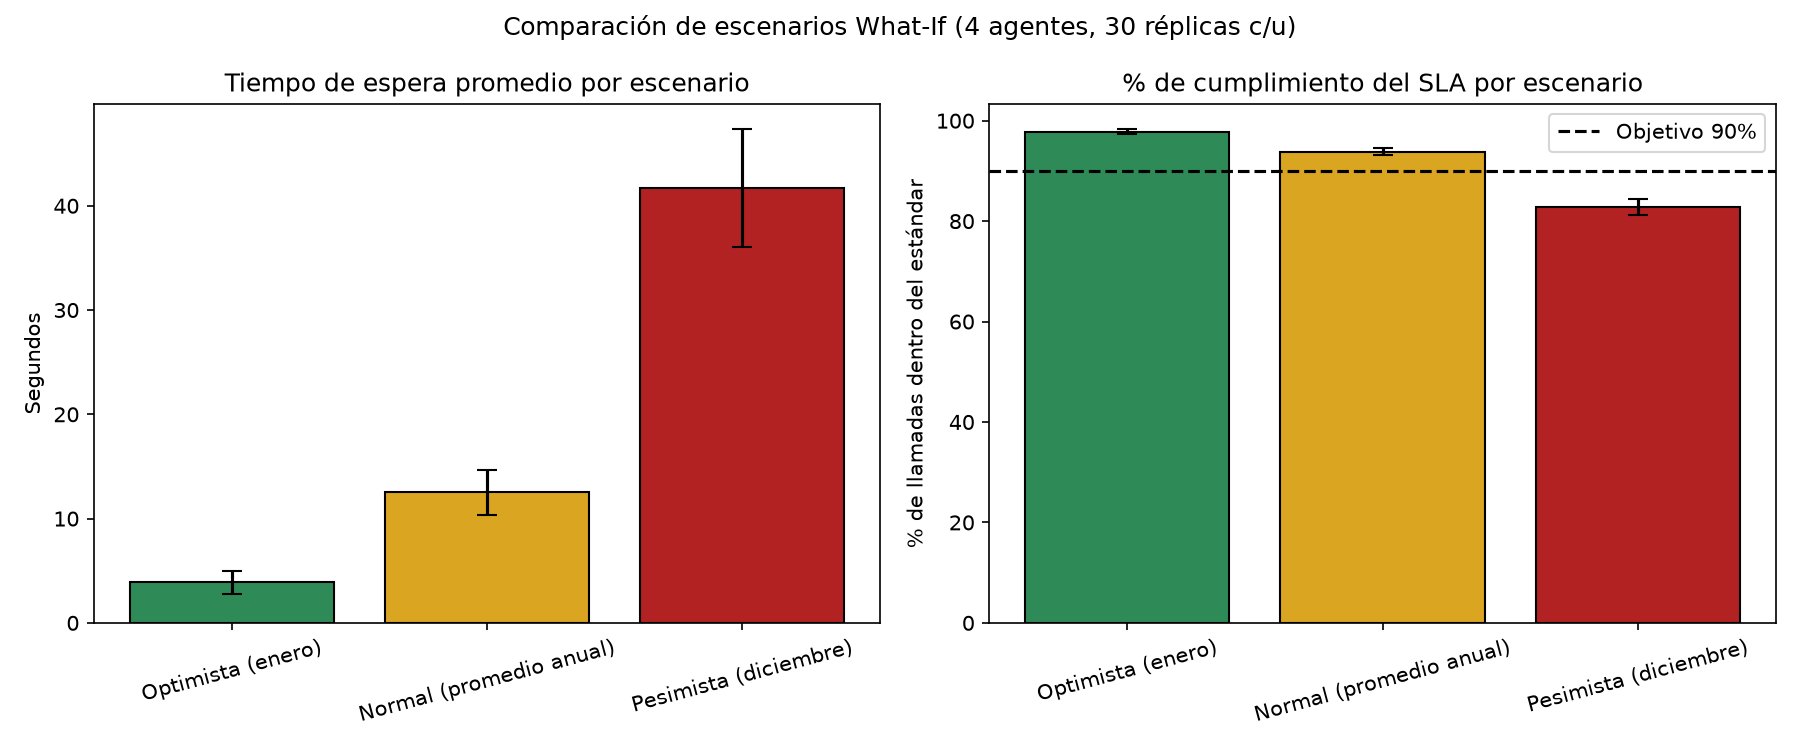 Comparación de escenarios What-If (4 agentes, 30 réplicas c/u)
Tiempo de espera promedio por escenario
Segundos
40
30
20
10
0
Optimista (enero)
Normal (promedio anual)
Pesimista (diciembre)
% de cumplimiento del SLA por escenario
Objetivo 90%
% de llamadas dentro del estándar
100
80
60
40
20
0
Optimista (enero)
Normal (promedio anual)
Pesimista (diciembre)